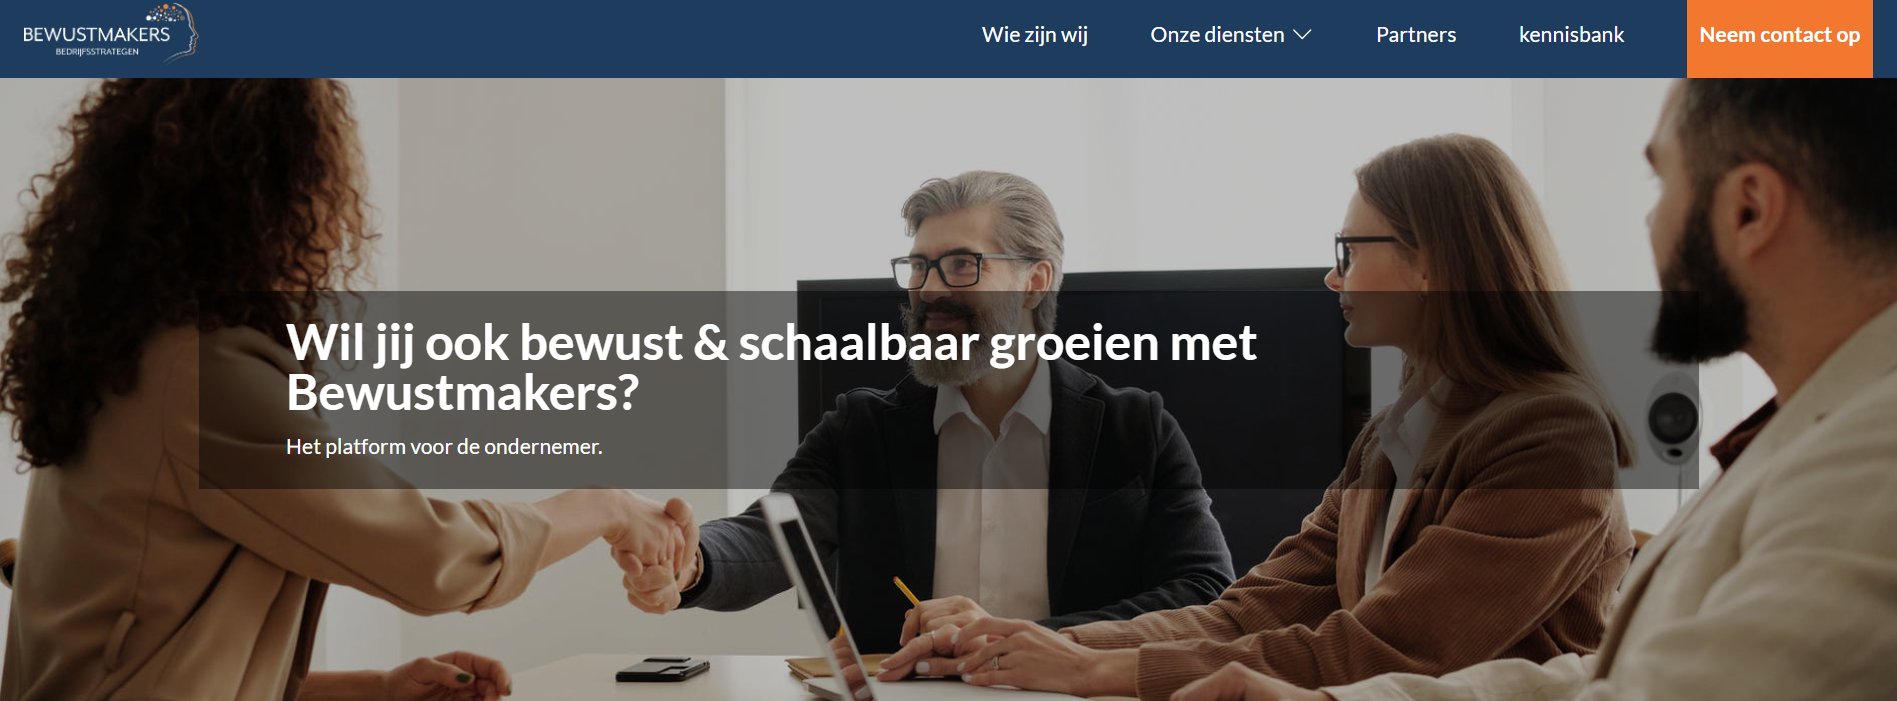 BEWUSTMAKERS
BEDRIJFSSTRATEGEN
Wie zijn wij
Onze diensten
Partners
kennisbank
Neem contact op
Wil jij ook bewust & schaalbaar groeien met
Bewustmakers?
Het platform voor de ondernemer.